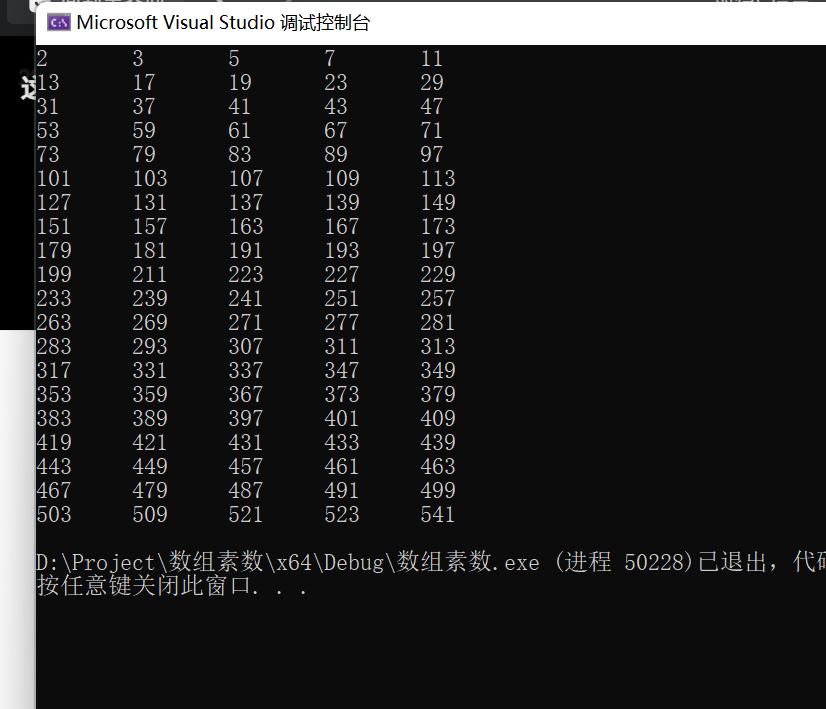 Microsoft Visual Studio 调试控制台
2 3 5 7 11
13 17 19 23 29
31 37 41 43 47
53 59 61 67 71
73 79 83 89 97
101 103 107 109 113
127 131 137 139 149
151 157 163 167 173
179 181 191 193 197
199 211 223 227 229
233 239 241 251 257
263 269 271 277 281
283 293 307 311 313
317 331 337 347 349
353 359 367 373 379
383 389 397 401 409
419 421 431 433 439
443 449 457 461 463
467 479 487 491 499
503 509 521 523 541
D:\Project\数组素数\x64\Debug\数组素数.exe (进程 50228)已退出，代码
按任意键关闭此窗口. . .